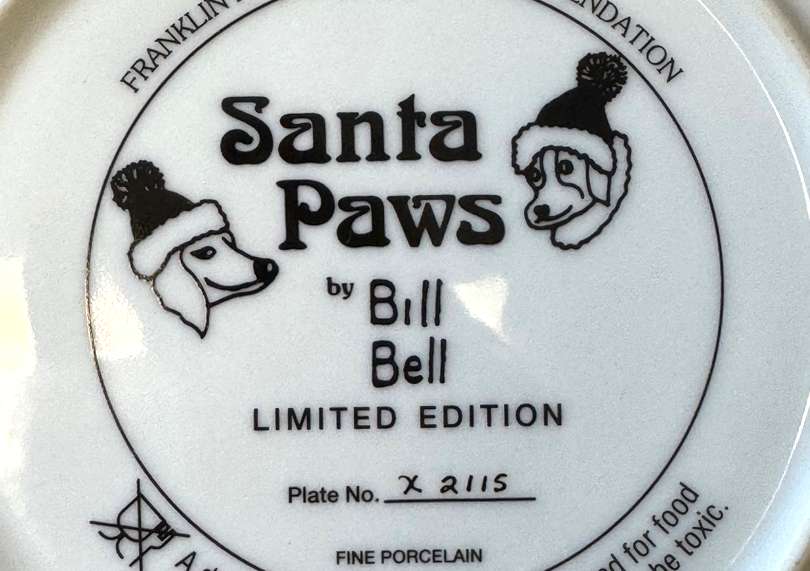 FRANKLIN
NDATION
Santa
Paws
by Bill
Bell
LIMITED EDITION
Plate No. X 2115
FINE PORCELAIN
for food
be toxic.